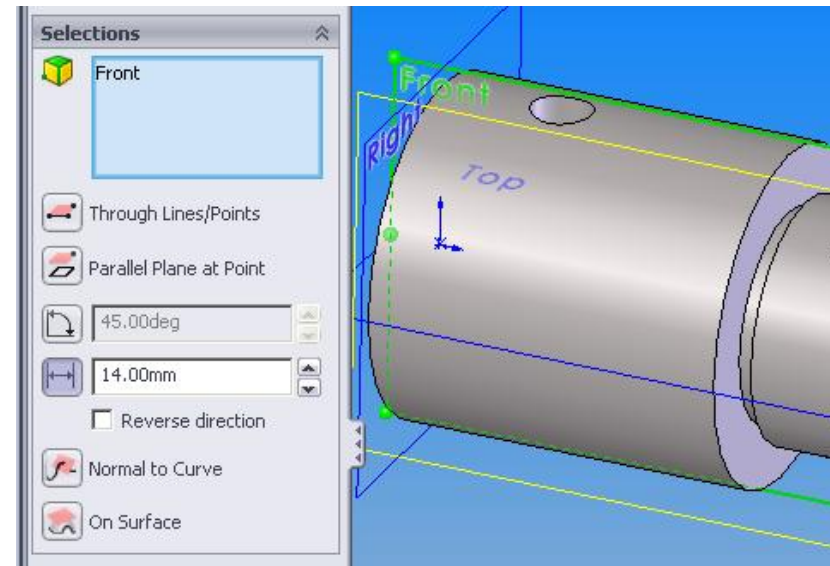 Selections
Front
Through Lines/Points
Parallel Plane at Point
45.00deg
14.00mm
Reverse direction
Normal to Curve
On Surface
Front
Right
Top